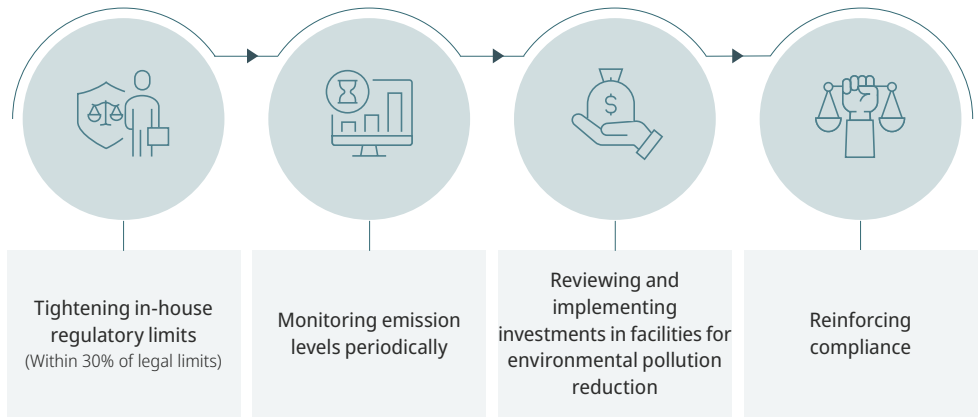 $
Tightening in-house
regulatory limits
(Within 30% of legal limits)
Monitoring emission
levels periodically
Reviewing and
implementing
investments in facilities for
environmental pollution
reduction
Reinforcing
compliance